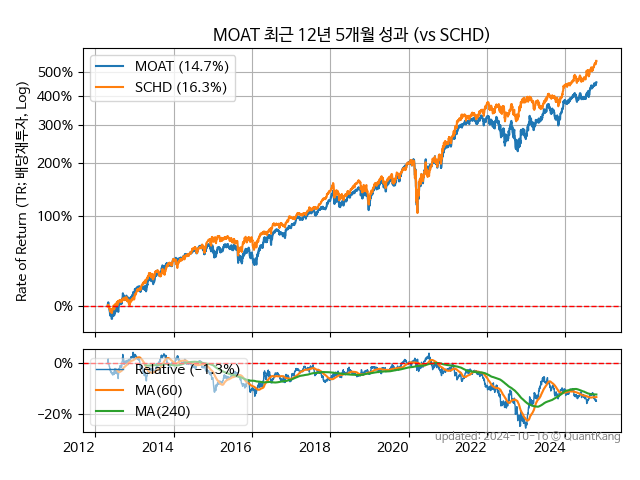 MOAT 최근 12년 5개월 성과 (vs SCHD)
Rate of Return (TR: 배당재투자, Log)
500%
400%
300%
200%
100%
0%
MOAT (14.7%)
SCHD (16.3%)
0%
−20%
Relative (−1.3%)
MA(60)
MA(240)
updated: 2024-10-16 © QuantKang
2012 2014 2016 2018 2020 2022 2024